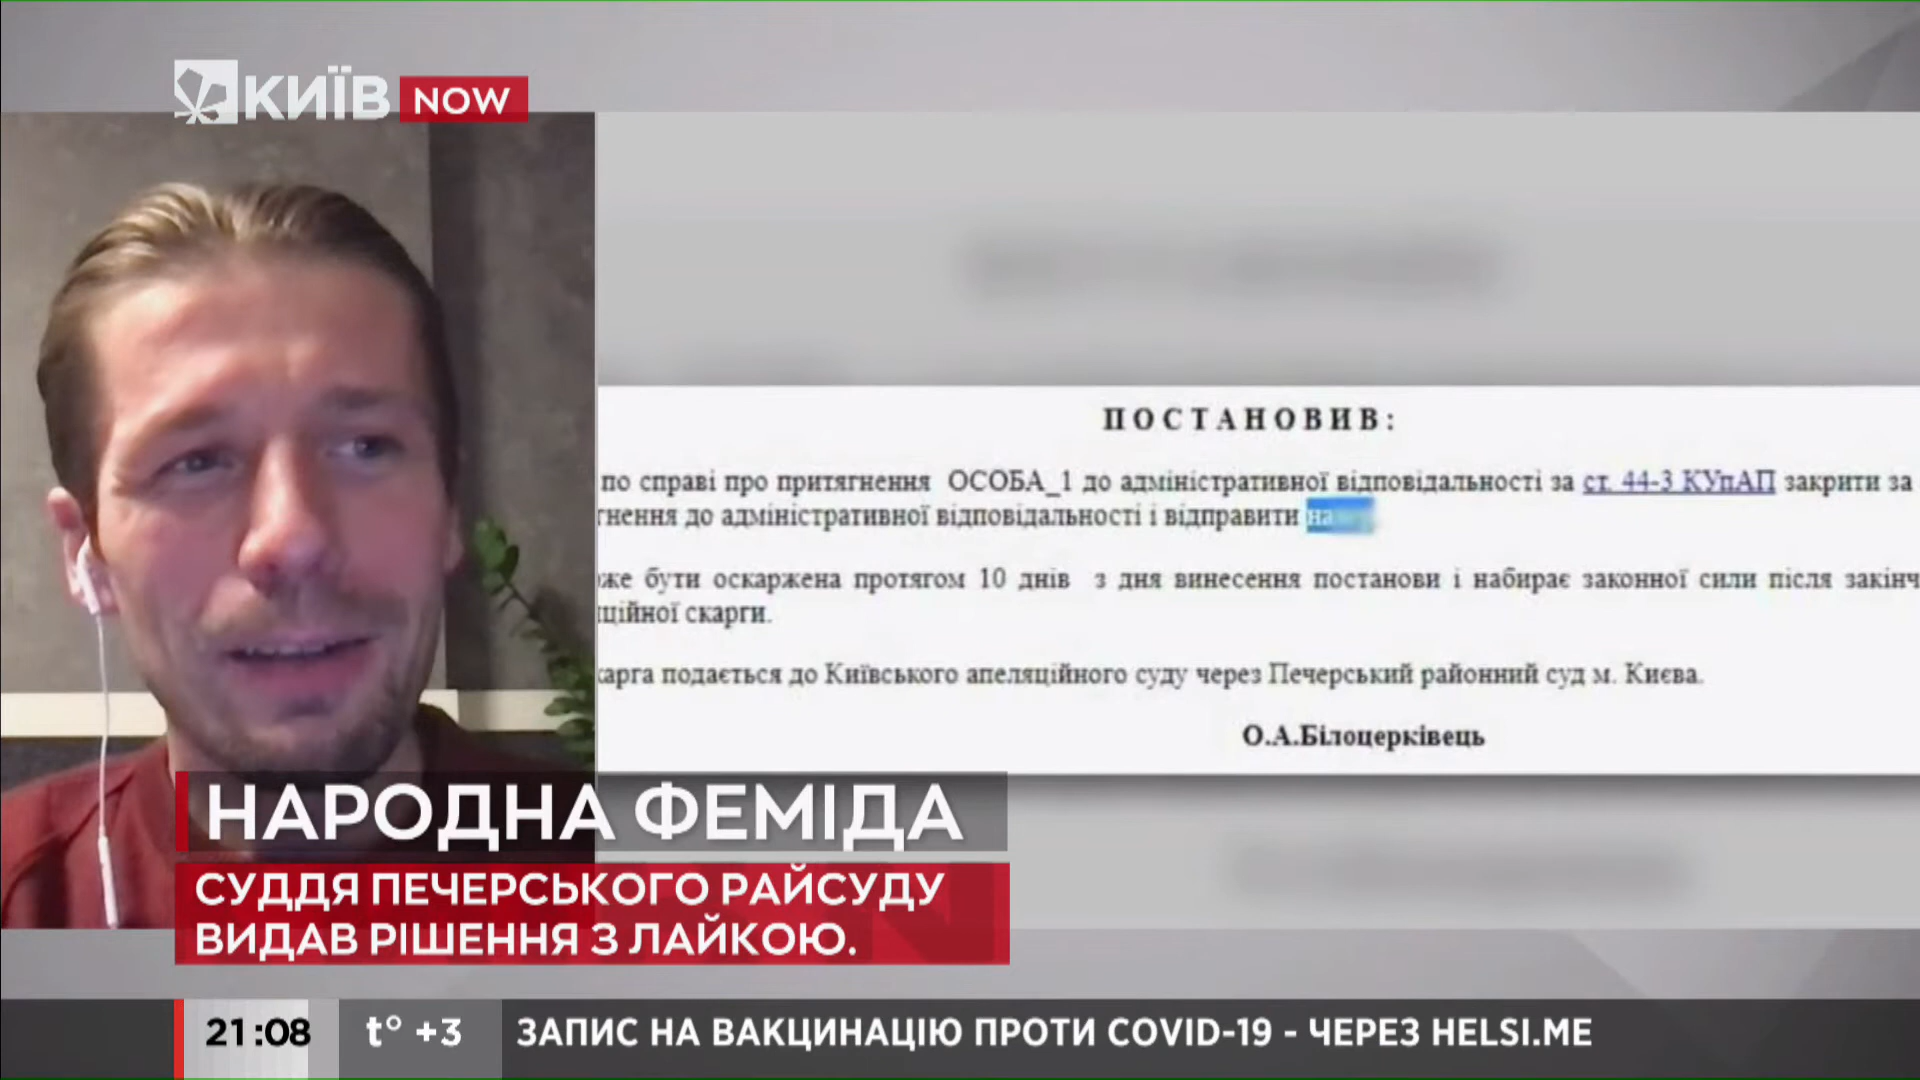 КИЇВ NOW
ПОСТАНОВИВ:
по справі про притягнення ОСОБА_1 до адміністративної відповідальності за ст. 44-3 КУпАП закрити за
гнення до адміністративної відповідальності і відправити на
же бути оскаржена протягом 10 днів з дня винесення постанови і набирає законної сили після закінч
ційної скарги.
карга подається до Київського апеляційного суду через Печерський районний суд м. Києва.
О.А.Білоцерківець
НАРОДНА ФЕМІДА
СУДДЯ ПЕЧЕРСЬКОГО РАЙСУДУ
ВИДАВ РІШЕННЯ З ЛАЙКОЮ.
21:08 t° +3 ЗАПИС НА ВАКЦИНАЦІЮ ПРОТИ COVID-19 - ЧЕРЕЗ HELSI.ME